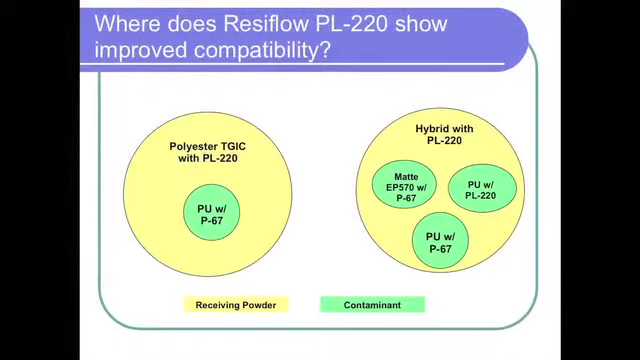 Where does Resiflow PL-220 show
improved compatibility?
Polyester TGIC
with PL-220
PU w/
P-67
Hybrid with
PL-220
Matte
EP570 w/
P-67
PU w/
PL-220
PU w/
P-67
Receiving Powder
Contaminant